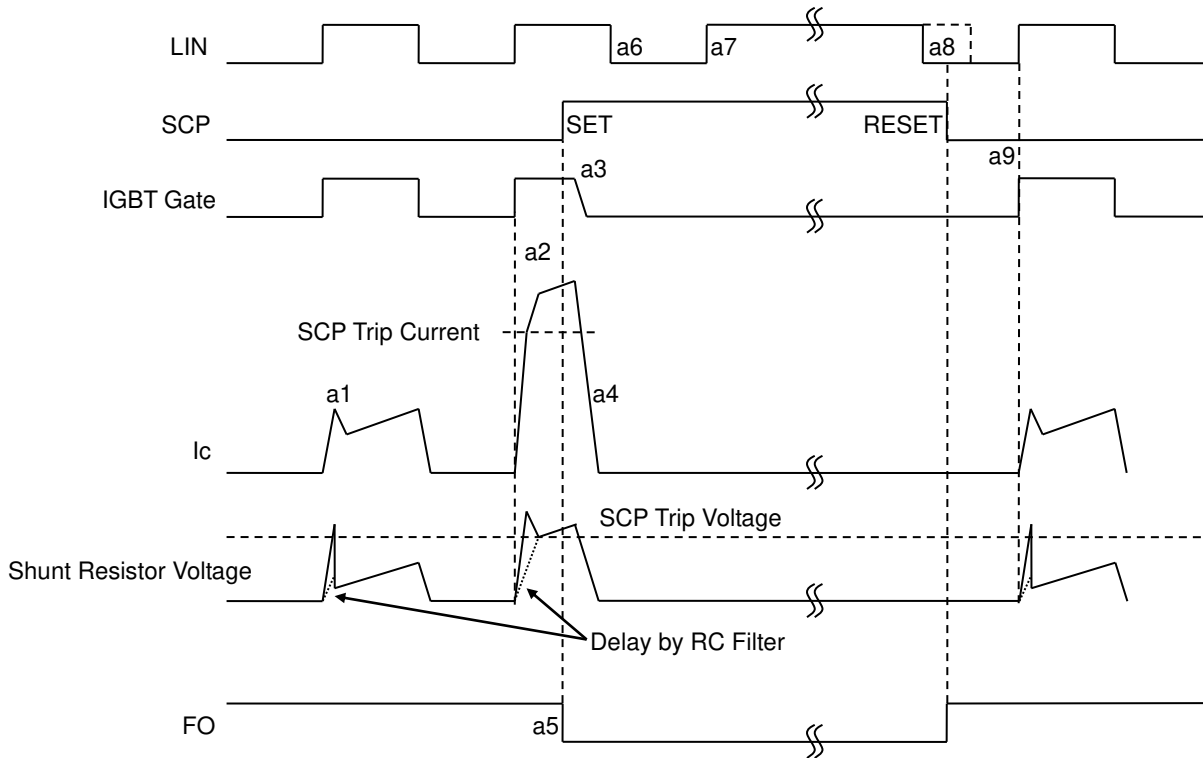 LIN
a6
a7
a8
SCP
SET
RESET
a9
a3
IGBT Gate
a2
SCP Trip Current
a1
a4
Ic
SCP Trip Voltage
Shunt Resistor Voltage
Delay by RC Filter
FO
a5